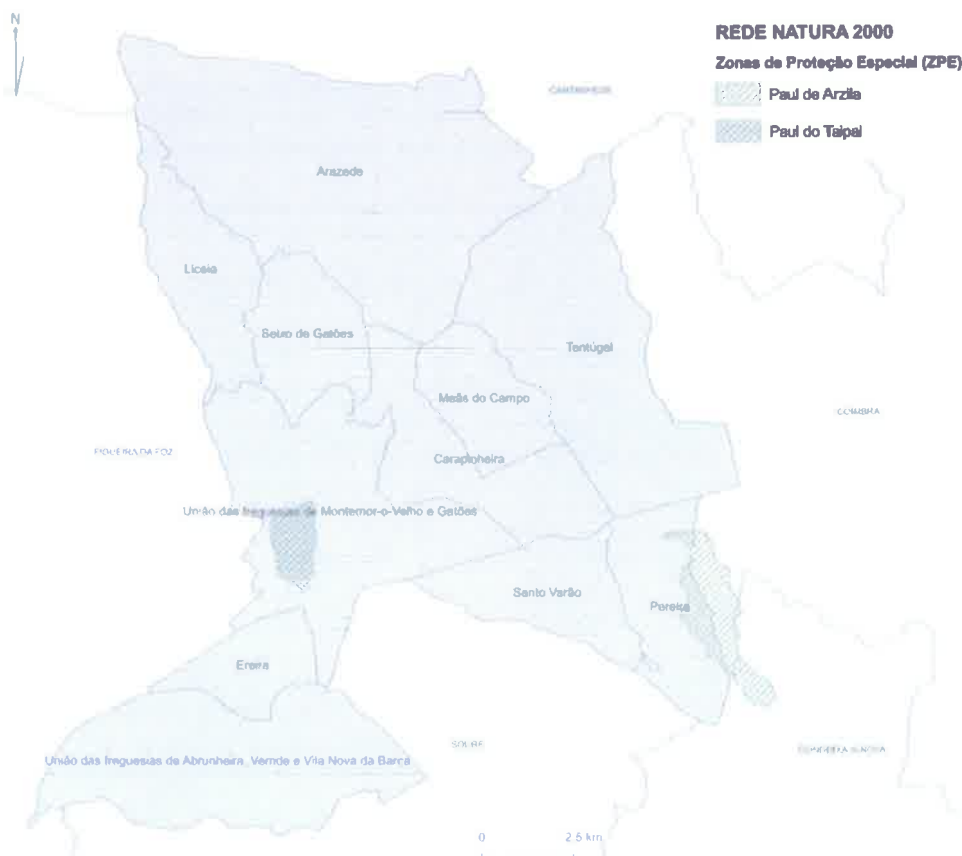 N
REDE NATURA 2000
Zonas de Proteção Especial (ZPE)
Paul de Arzila
Paul do Taipal
CANTANHEDE
Arazede
Liceia
Seixo de Gatões
Tentúgal
Meãs do Campo
COIMBRA
FIGUEIRA DA FOZ
Carapinheira
União das freguesias de Montemor-o-Velho e Gatões
Santo Varão
Pereira
Ereira
SOURE
CONDEIXA-A-NOVA
União das freguesias de Abrunheira, Verride e Vila Nova da Barca
0 2.5 km